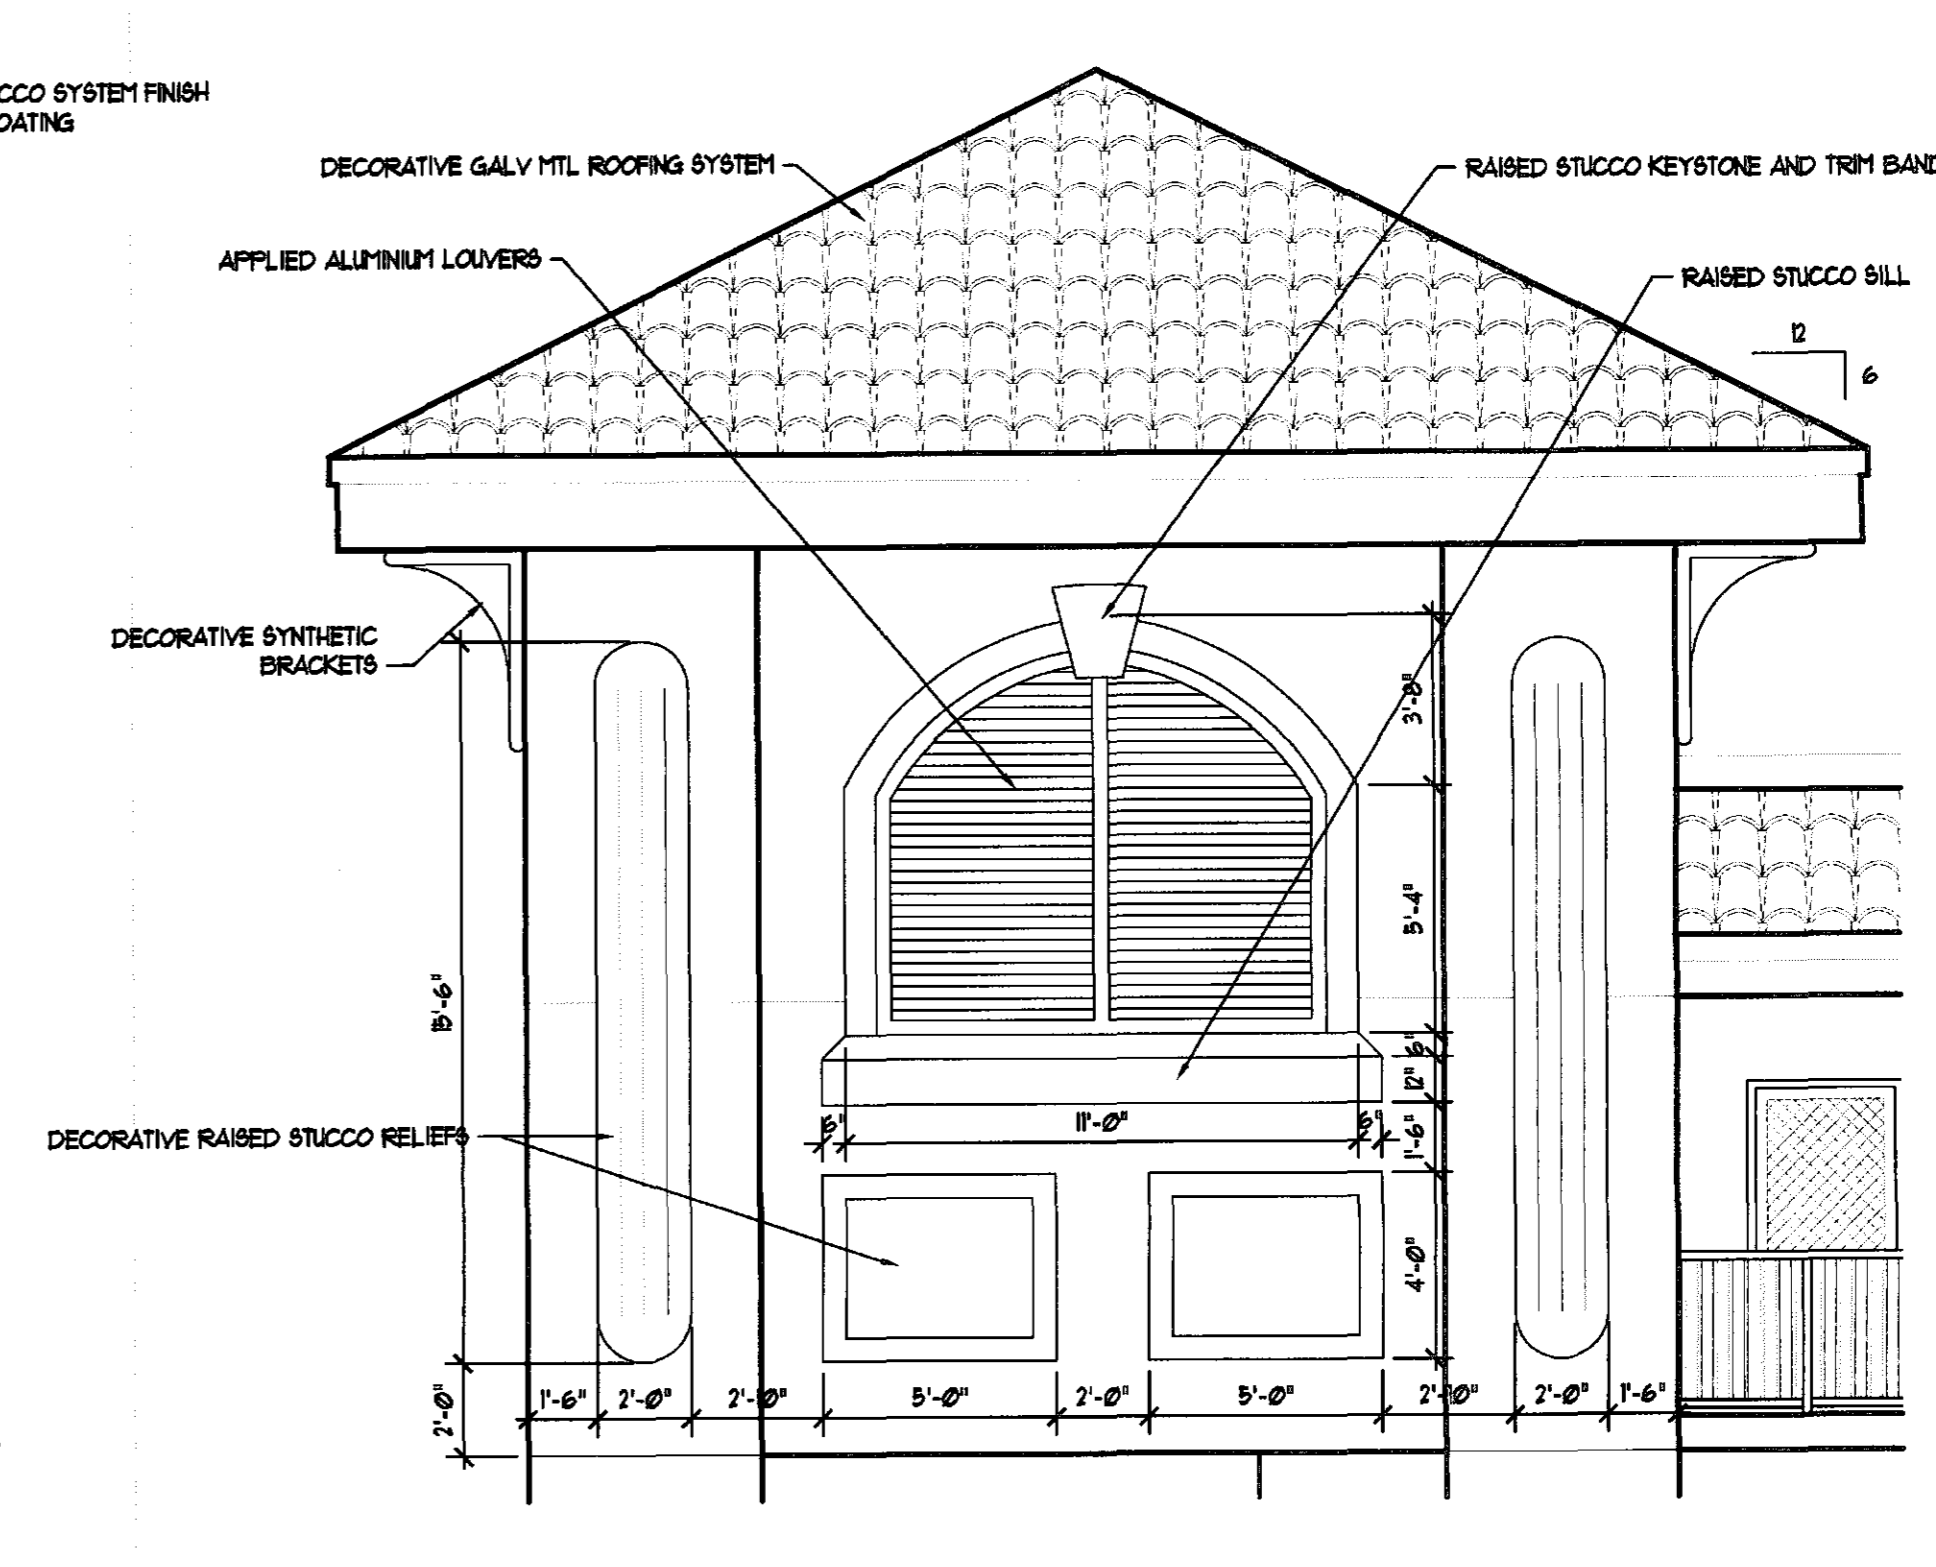 CCO SYSTEM FINISH
OATING
DECORATIVE GALV MTL ROOFING SYSTEM
RAISED STUCCO KEYSTONE AND TRIM BAND
APPLIED ALUMINIUM LOUVERS
RAISED STUCCO SILL
12
6
DECORATIVE SYNTHETIC
BRACKETS
3'-8"
5'-4"
15'-6"
6"
12"
6"
11'-0"
6"
1'-6"
DECORATIVE RAISED STUCCO RELIEFS
4'-0"
2'-0"
1'-6"
2'-0"
2'-0"
5'-0"
2'-0"
5'-0"
2'-0"
2'-0"
1'-6"